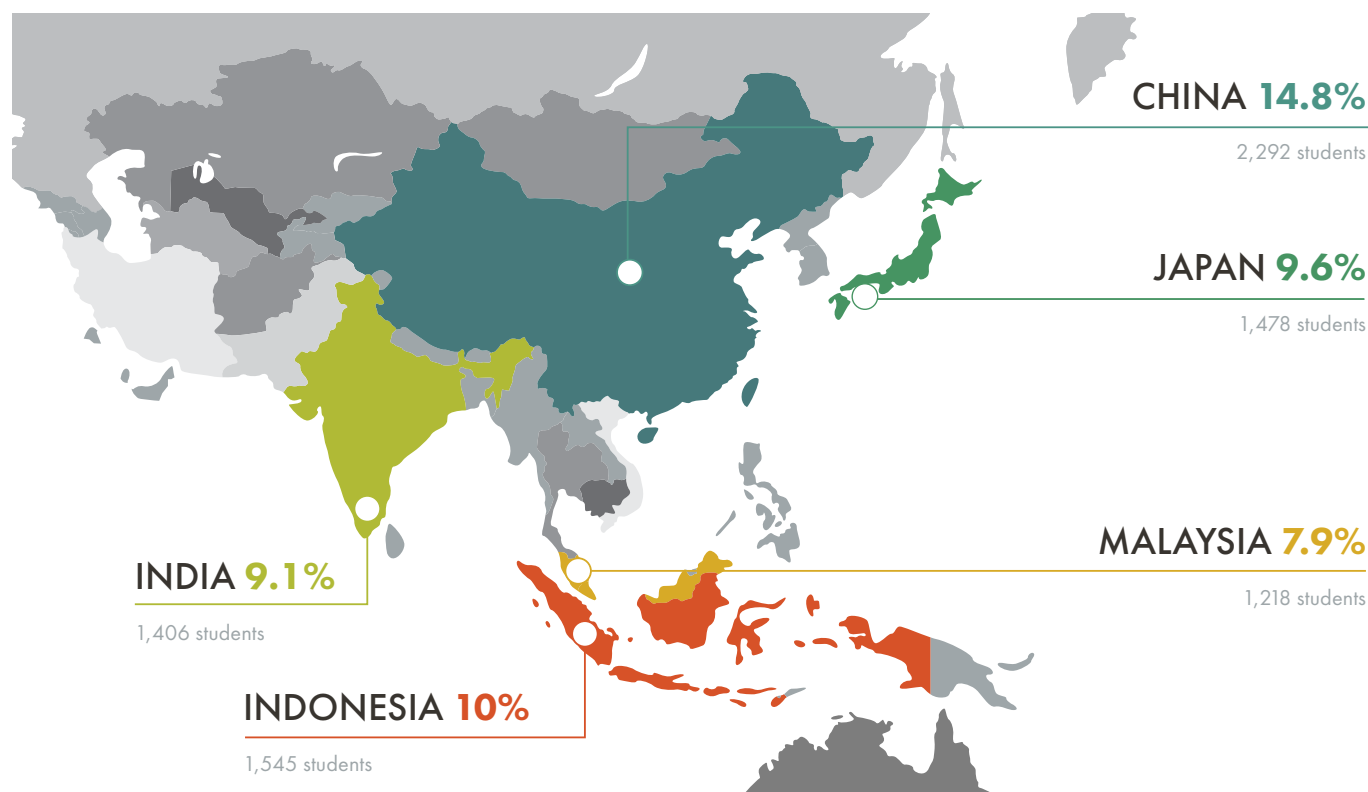 CHINA 14.8%
2,292 students
JAPAN 9.6%
1,478 students
MALAYSIA 7.9%
1,218 students
INDIA 9.1%
1,406 students
INDONESIA 10%
1,545 students